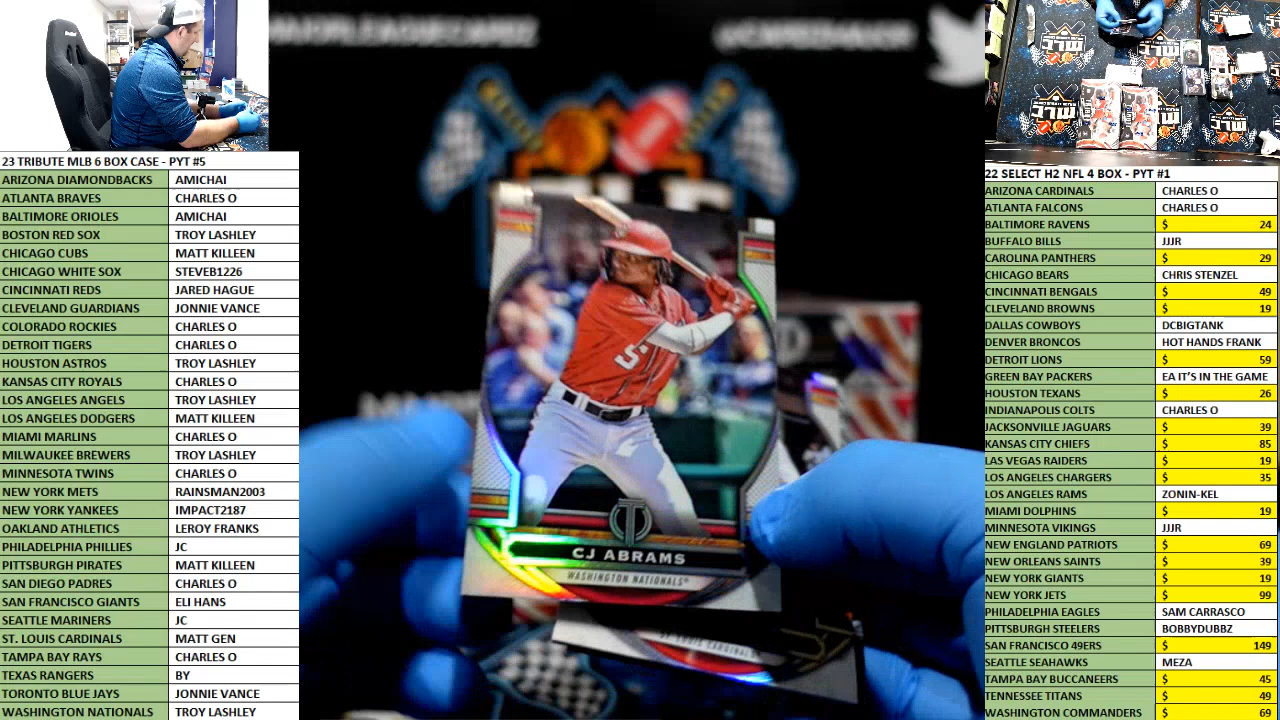 23 TRIBUTE MLB 6 BOX CASE - PYT #5
ARIZONA DIAMONDBACKS AMICHAI
ATLANTA BRAVES CHARLES O
BALTIMORE ORIOLES AMICHAI
BOSTON RED SOX TROY LASHLEY
CHICAGO CUBS MATT KILLEEN
CHICAGO WHITE SOX STEVEB1226
CINCINNATI REDS JARED HAGUE
CLEVELAND GUARDIANS JONNIE VANCE
COLORADO ROCKIES CHARLES O
DETROIT TIGERS CHARLES O
HOUSTON ASTROS TROY LASHLEY
KANSAS CITY ROYALS CHARLES O
LOS ANGELES ANGELS TROY LASHLEY
LOS ANGELES DODGERS MATT KILLEEN
MIAMI MARLINS CHARLES O
MILWAUKEE BREWERS TROY LASHLEY
MINNESOTA TWINS CHARLES O
NEW YORK METS RAINSMAN2003
NEW YORK YANKEES IMPACT2187
OAKLAND ATHLETICS LEROY FRANKS
PHILADELPHIA PHILLIES JC
PITTSBURGH PIRATES MATT KILLEEN
SAN DIEGO PADRES CHARLES O
SAN FRANCISCO GIANTS ELI HANS
SEATTLE MARINERS JC
ST. LOUIS CARDINALS MATT GEN
TAMPA BAY RAYS CHARLES O
TEXAS RANGERS BY
TORONTO BLUE JAYS JONNIE VANCE
WASHINGTON NATIONALS TROY LASHLEY
CJ ABRAMS
WASHINGTON NATIONALS®
ST. LOUIS CARDINALS
MLC
22 SELECT H2 NFL 4 BOX - PYT #1
ARIZONA CARDINALS CHARLES O
ATLANTA FALCONS CHARLES O
BALTIMORE RAVENS $ 24
BUFFALO BILLS JJJR
CAROLINA PANTHERS $ 29
CHICAGO BEARS CHRIS STENZEL
CINCINNATI BENGALS $ 49
CLEVELAND BROWNS $ 19
DALLAS COWBOYS DCBIGTANK
DENVER BRONCOS HOT HANDS FRANK
DETROIT LIONS $ 59
GREEN BAY PACKERS EA IT'S IN THE GAME
HOUSTON TEXANS $ 26
INDIANAPOLIS COLTS CHARLES O
JACKSONVILLE JAGUARS $ 39
KANSAS CITY CHIEFS $ 85
LAS VEGAS RAIDERS $ 19
LOS ANGELES CHARGERS $ 35
LOS ANGELES RAMS ZONIN-KEL
MIAMI DOLPHINS $ 19
MINNESOTA VIKINGS JJJR
NEW ENGLAND PATRIOTS $ 69
NEW ORLEANS SAINTS $ 39
NEW YORK GIANTS $ 19
NEW YORK JETS $ 99
PHILADELPHIA EAGLES SAM CARRASCO
PITTSBURGH STEELERS BOBBYDUBBZ
SAN FRANCISCO 49ERS $ 149
SEATTLE SEAHAWKS MEZA
TAMPA BAY BUCCANEERS $ 45
TENNESSEE TITANS $ 49
WASHINGTON COMMANDERS $ 69